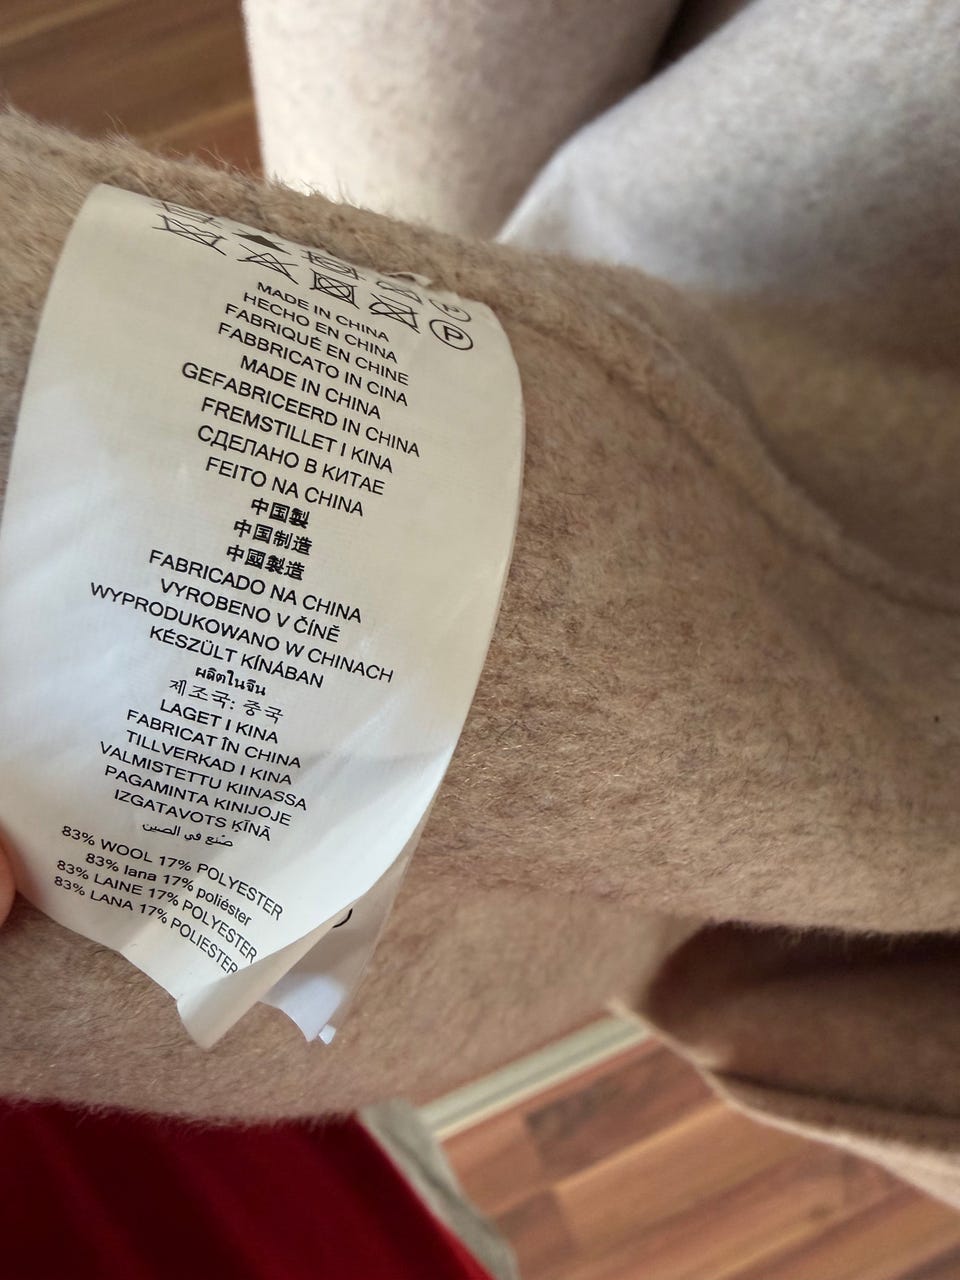 P
MADE IN CHINA
HECHO EN CHINA
FABRIQUÉ EN CHINE
FABBRICATO IN CINA
MADE IN CHINA
GEFABRICEERD IN CHINA
FREMSTILLET I KINA
СДЕЛАНО В КИТАЕ
FEITO NA CHINA
中国製
中国制造
中國製造
FABRICADO NA CHINA
VYROBENO V ČÍNĚ
WYPRODUKOWANO W CHINACH
KÉSZÜLT KÍNÁBAN
ผลิตในจีน
제조국: 중국
LAGET I KINA
FABRICAT ÎN CHINA
TILLVERKAD I KINA
VALMISTETTU KIINASSA
PAGAMINTA KINIJOJE
IZGATAVOTS ĶĪNĀ
صُنع في الصين
83% WOOL 17% POLYESTER
83% lana 17% poliéster
83% LAINE 17% POLYESTER
83% LANA 17% POLIESTER